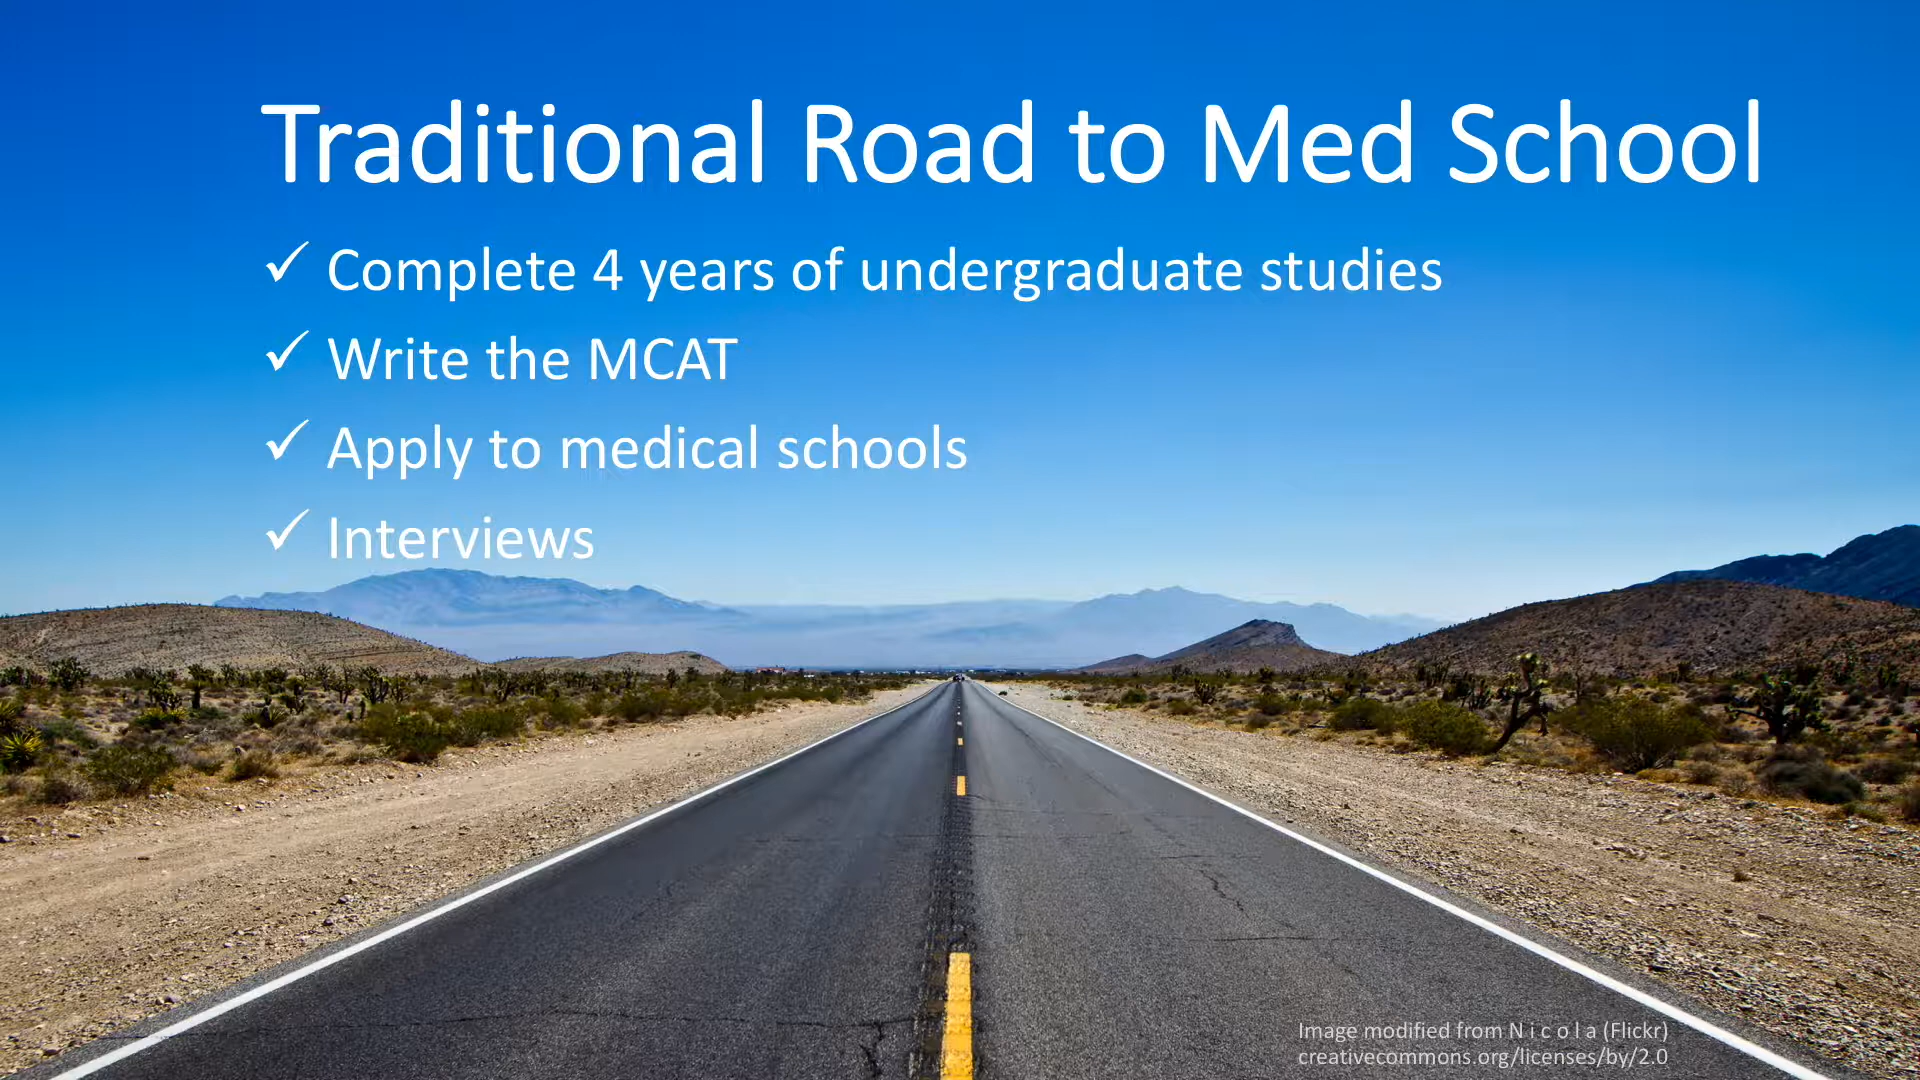 Traditional Road to Med School
✓ Complete 4 years of undergraduate studies
✓ Write the MCAT
✓ Apply to medical schools
✓ Interviews
Image modified from N i c o l a (Flickr)
creativecommons.org/licenses/by/2.0